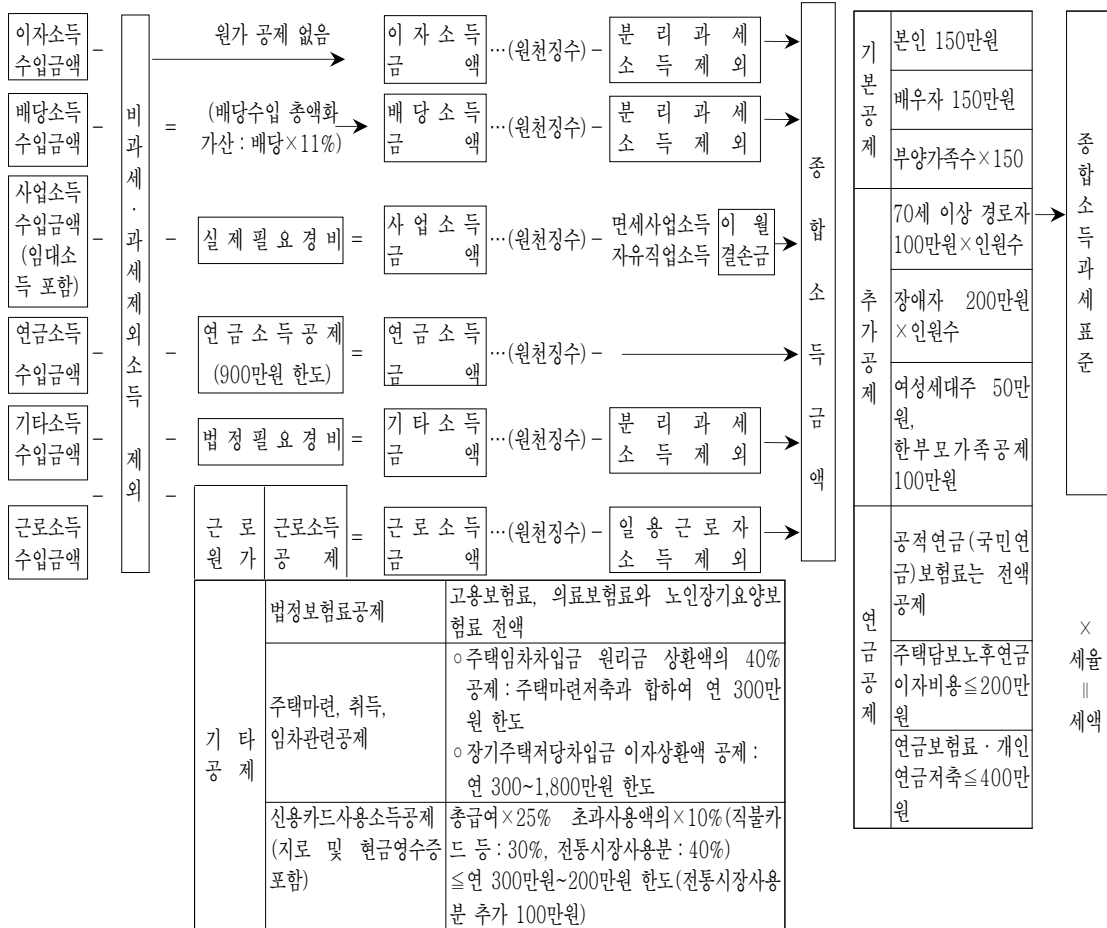 이자소득
수입금액
−
원가 공제 없음
이 자 소 득
금 액
…(원천징수)−
분 리 과 세
소 득 제 외
배당소득
수입금액
−
=
(배당수입 총액화
가산 : 배당×11%)
배 당 소 득
금 액
…(원천징수)−
분 리 과 세
소 득 제 외
사업소득
수입금액
(임대소
득 포함)
−
−
실 제 필 요 경 비
=
사 업 소 득
금 액
…(원천징수)−
면세사업소득
자유직업소득
이 월
결손금
연금소득
수입금액
−
−
연 금 소 득 공 제
(900만원 한도)
=
연 금 소 득
금 액
…(원천징수)−
기타소득
수입금액
−
−
법 정 필 요 경 비
=
기 타 소 득
금 액
…(원천징수)−
분 리 과 세
소 득 제 외
근로소득
수입금액
−
−
근 로
원 가
근로소득
공 제
=
근 로 소 득
금 액
…(원천징수)−
일 용 근 로 자
소 득 제 외
비과세·과세제외소득 제외
종합소득금액
기 타
공 제
법정보험료공제
고용보험료, 의료보험료와 노인장기요양보
험료 전액
주택마련, 취득,
임차관련공제
○주택임차차입금 원리금 상환액의 40%
공제 : 주택마련저축과 합하여 연 300만
원 한도
○장기주택저당차입금 이자상환액 공제 :
연 300~1,800만원 한도
신용카드사용소득공제
(지로 및 현금영수증
포함)
총급여×25% 초과사용액의×10%(직불카
드 등 : 30%, 전통시장사용분 : 40%)
≦연 300만원~200만원 한도(전통시장사용
분 추가 100만원)
기본공제
본인 150만원
배우자 150만원
부양가족수×150
추가공제
70세 이상 경로자
100만원×인원수
장애자 200만원
×인원수
여성세대주 50만
원,
한부모가족공제
100만원
연금공제
공적연금(국민연
금)보험료는 전액
공제
주택담보노후연금
이자비용≦200만
원
연금보험료·개인
연금저축≦400만
원
종합소득과세표준
×
세율
॥
세액